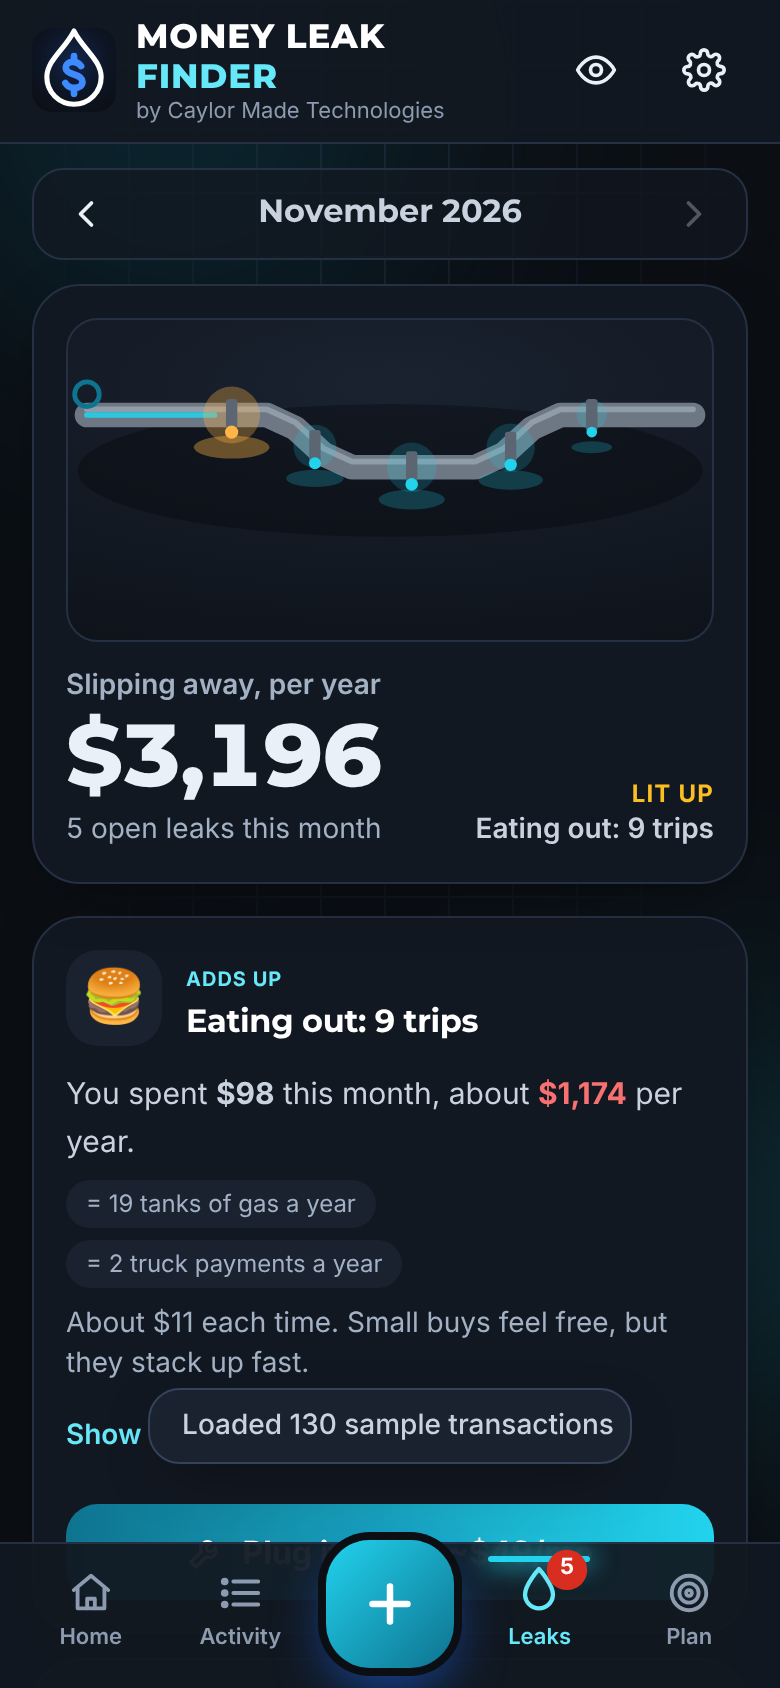 MONEY LEAK
FINDER
by Caylor Made Technologies
November 2026
Slipping away, per year
$3,196
5 open leaks this month
LIT UP
Eating out: 9 trips
ADDS UP
Eating out: 9 trips
You spent $98 this month, about $1,174 per
year.
= 19 tanks of gas a year
= 2 truck payments a year
About $11 each time. Small buys feel free, but
they stack up fast.
Show
Loaded 130 sample transactions
Plug
5
Home
Activity
Leaks
Plan